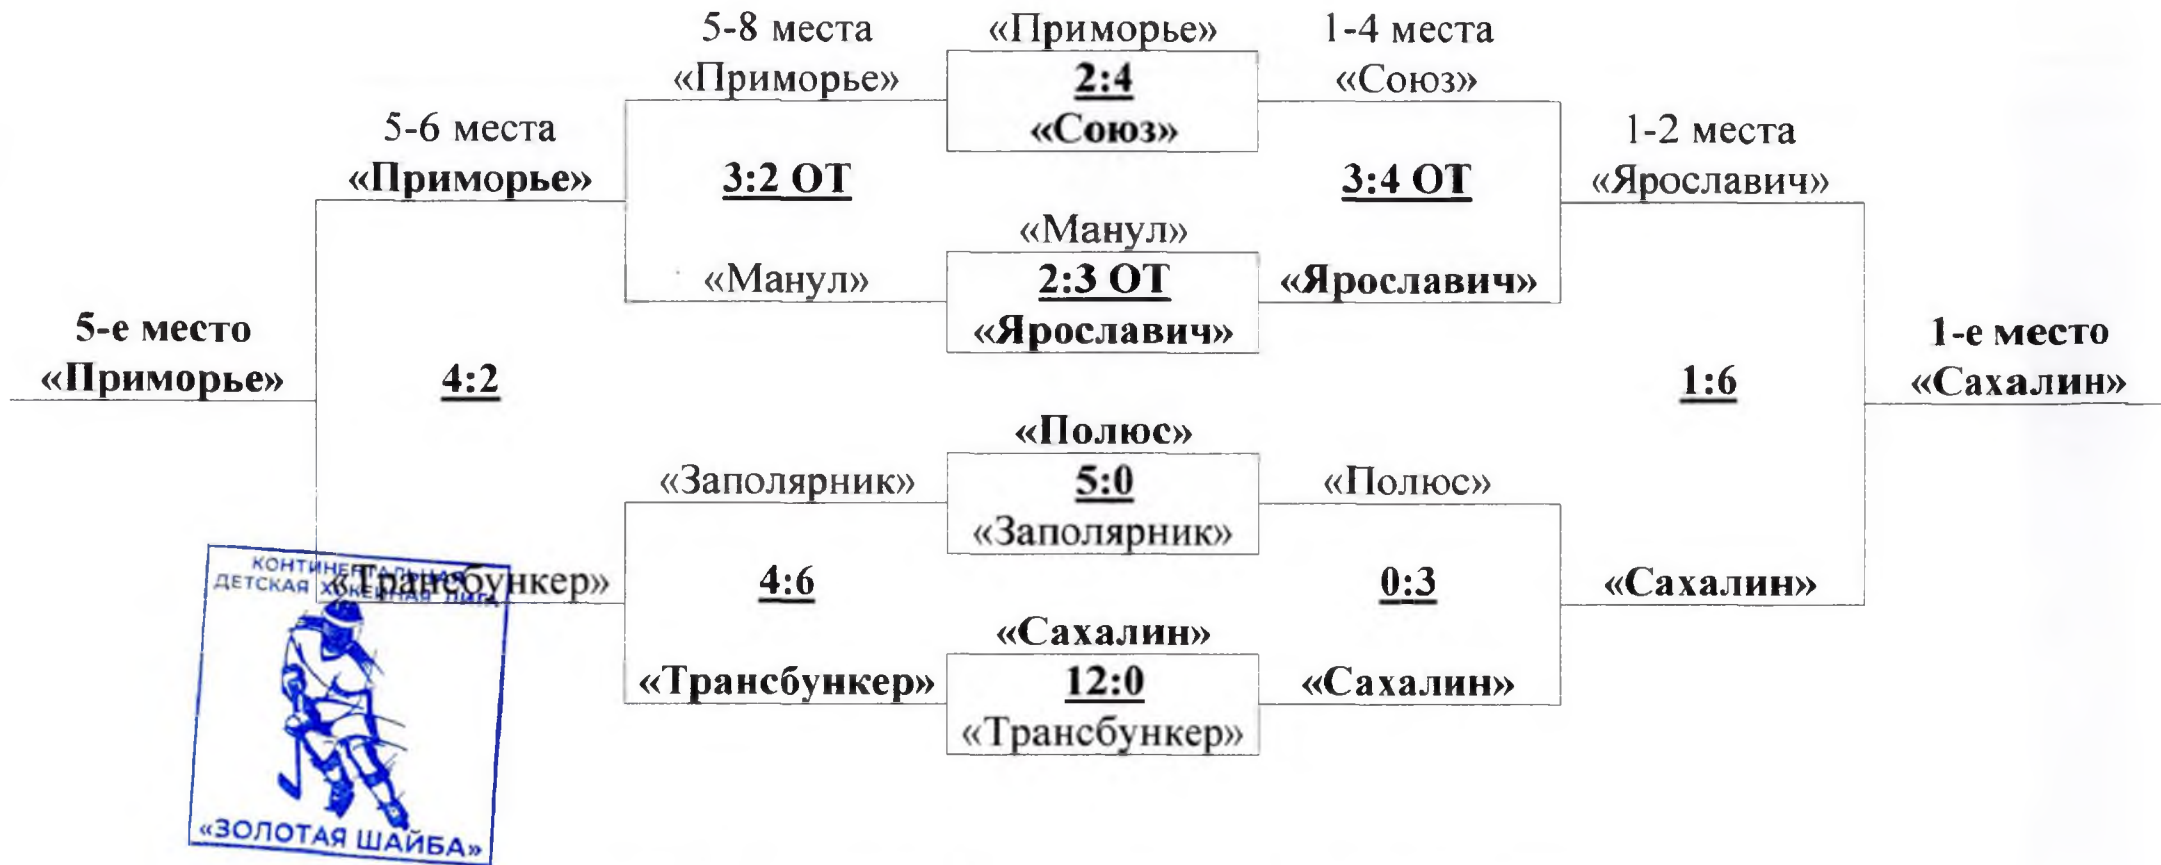 5-8 места
«Приморье»
1-4 места
«Приморье»
2:4
«Союз»
«Союз»
5-6 места
1-2 места
«Приморье»
3:2 ОТ
3:4 ОТ
«Ярославич»
«Манул»
«Манул»
2:3 ОТ
«Ярославич»
«Ярославич»
5-е место
1-е место
«Приморье»
4:2
1:6
«Сахалин»
«Полюс»
«Заполярник»
5:0
«Полюс»
«Заполярник»
КОНТИНЕНТАЛЬНАЯ
ДЕТСКАЯ ХОККЕЙНАЯ ЛИГА
«Трансбункер»
4:6
0:3
«Сахалин»
«Сахалин»
«Трансбункер»
12:0
«Сахалин»
«Трансбункер»
«ЗОЛОТАЯ ШАЙБА»